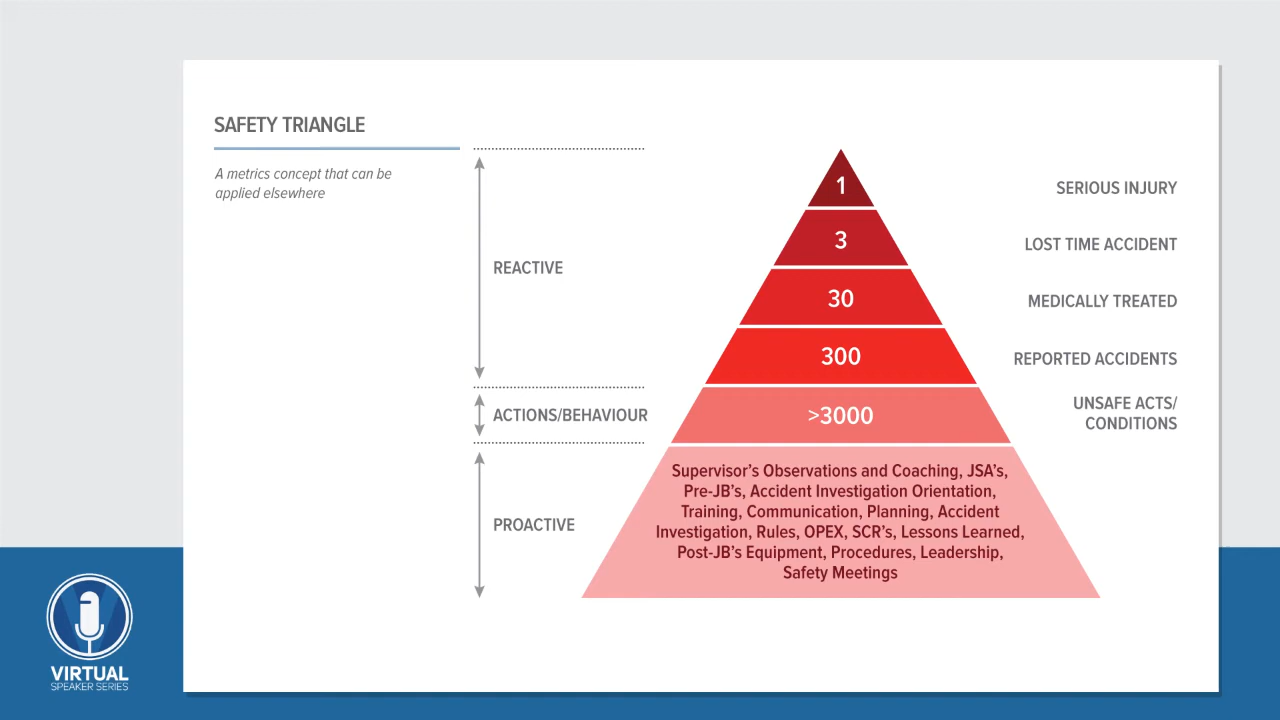 SAFETY TRIANGLE
A metrics concept that can be
applied elsewhere
REACTIVE
ACTIONS/BEHAVIOUR
PROACTIVE
1
3
30
300
>3000
Supervisor's Observations and Coaching, JSA's,
Pre-JB's, Accident Investigation Orientation,
Training, Communication, Planning, Accident
Investigation, Rules, OPEX, SCR's, Lessons Learned,
Post-JB's Equipment, Procedures, Leadership,
Safety Meetings
SERIOUS INJURY
LOST TIME ACCIDENT
MEDICALLY TREATED
REPORTED ACCIDENTS
UNSAFE ACTS/
CONDITIONS
VIRTUAL
SPEAKER SERIES